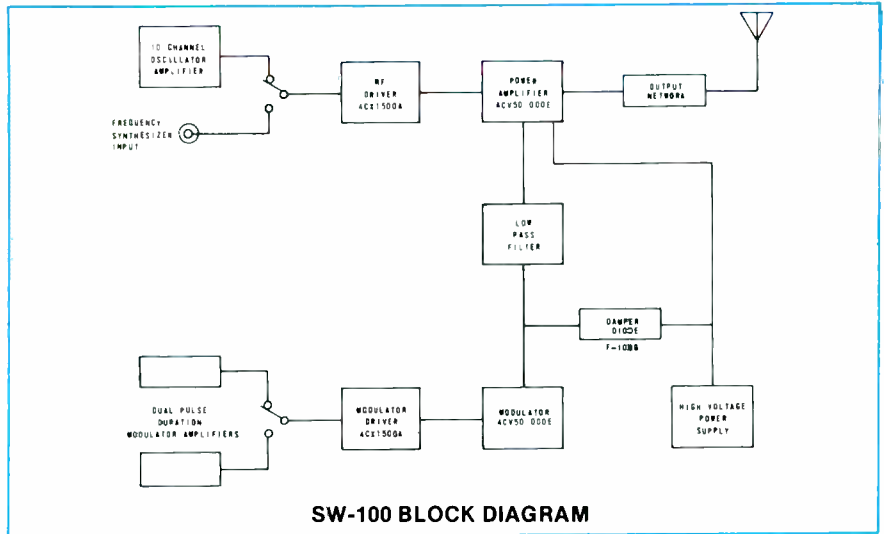 10 CHANNEL
OSCILLATOR
AMPLIFIER
FREQUENCY
SYNTHESIZER
INPUT
RF
DRIVER
4CX1500A
POWER
AMPLIFIER
4CV50 000E
OUTPUT
NETWORK
LOW
PASS
FILTER
DAMPER
DIODE
DUAL PULSE
DURATION
MODULATOR AMPLIFIERS
MODULATOR
DRIVER
4CX1500A
MODULATOR
4CV50 000E
HIGH VOLTAGE
POWER
SUPPLY
SW-100 BLOCK DIAGRAM